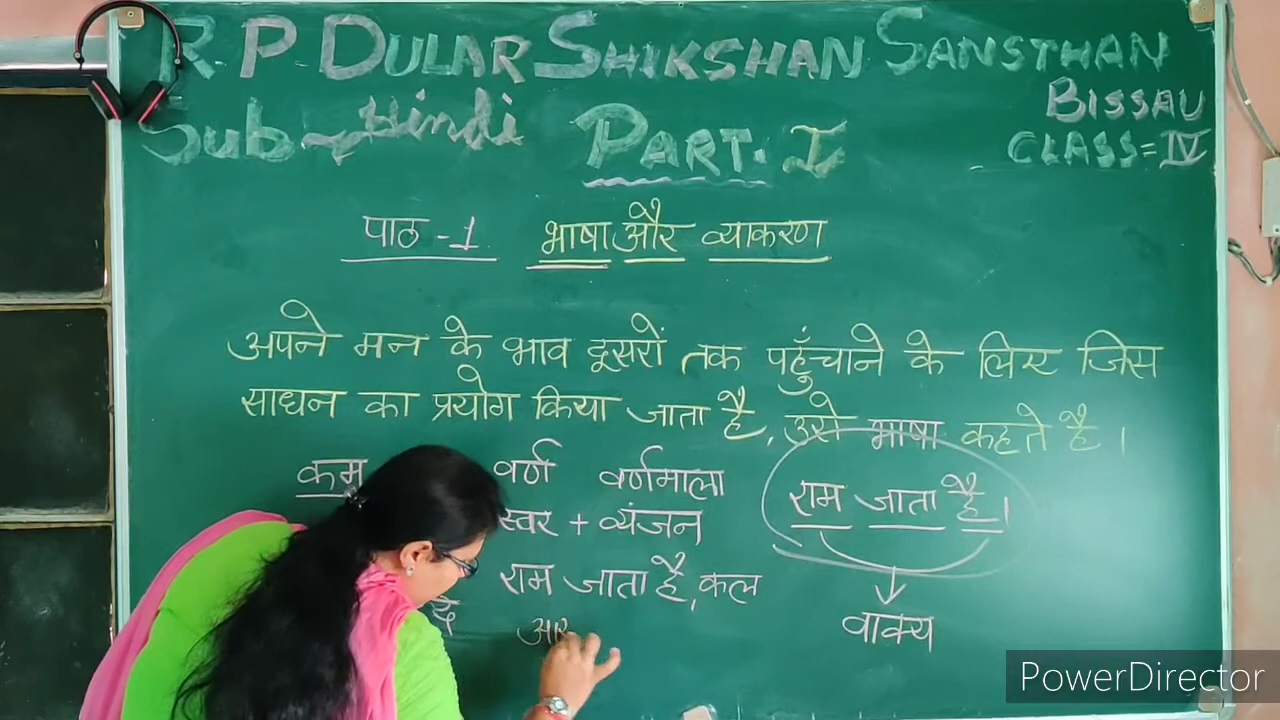 R.P. DULAR SHIKSHAN SANSTHAN
BISSAU
Sub-Hindi PART-I CLASS=IV
पाठ-1 भाषा और व्याकरण
अपने मन के भाव दूसरों तक पहुँचाने के लिए जिस
साधन का प्रयोग किया जाता है, उसे भाषा कहते है।
कम वर्ण वर्णमाला राम जाता है।
स्वर + व्यंजन
राम जाता है, कल
वाक्य
PowerDirector